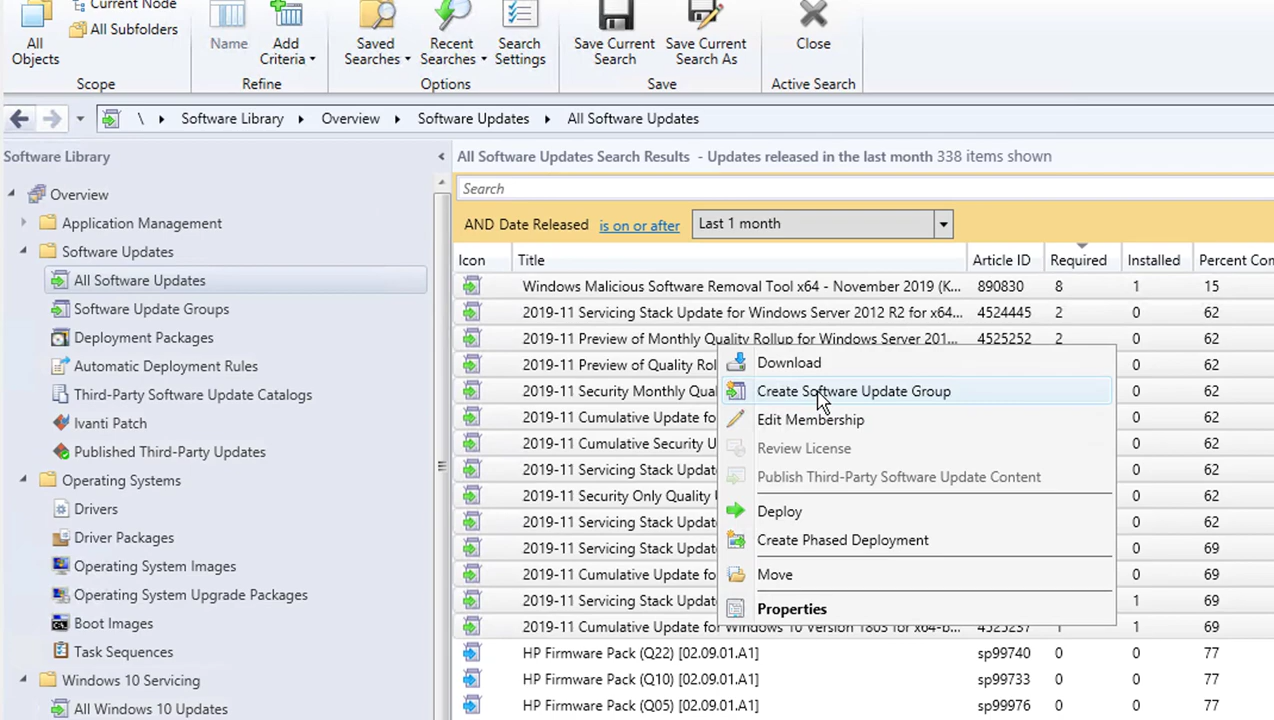 Current Node
All Subfolders
All Objects
Scope
Name
Add Criteria
Refine
Saved Searches
Recent Searches
Search Settings
Options
Save Current Search
Save Current Search As
Save
Close
Active Search
\ Software Library Overview Software Updates All Software Updates
Software Library
Overview
Application Management
Software Updates
All Software Updates
Software Update Groups
Deployment Packages
Automatic Deployment Rules
Third-Party Software Update Catalogs
Ivanti Patch
Published Third-Party Updates
Operating Systems
Drivers
Driver Packages
Operating System Images
Operating System Upgrade Packages
Boot Images
Task Sequences
Windows 10 Servicing
All Windows 10 Updates
All Software Updates Search Results - Updates released in the last month 338 items shown
Search
AND Date Released is on or after Last 1 month
Icon Title Article ID Required Installed Percent Com
Windows Malicious Software Removal Tool x64 - November 2019 (K... 890830 8 1 15
2019-11 Servicing Stack Update for Windows Server 2012 R2 for x64... 4524445 2 0 62
2019-11 Preview of Monthly Quality Rollup for Windows Server 201... 4525252 2 0 62
2019-11 Preview of Quality Rol 0 62
2019-11 Security Monthly Qua 0 62
2019-11 Cumulative Update fo 0 62
2019-11 Cumulative Security U 0 62
2019-11 Servicing Stack Updat 0 62
2019-11 Security Only Quality 0 62
2019-11 Servicing Stack Updat 0 62
2019-11 Servicing Stack Updat 0 69
2019-11 Cumulative Update fo 0 69
2019-11 Servicing Stack Updat 1 69
2019-11 Cumulative Update for Windows 10 Version 1803 for x64-b... 4525237 1 1 69
HP Firmware Pack (Q22) [02.09.01.A1] sp99740 0 0 77
HP Firmware Pack (Q10) [02.09.01.A1] sp99733 0 0 77
HP Firmware Pack (Q05) [02.09.01.A1] sp99976 0 0 77
Download
Create Software Update Group
Edit Membership
Review License
Publish Third-Party Software Update Content
Deploy
Create Phased Deployment
Move
Properties